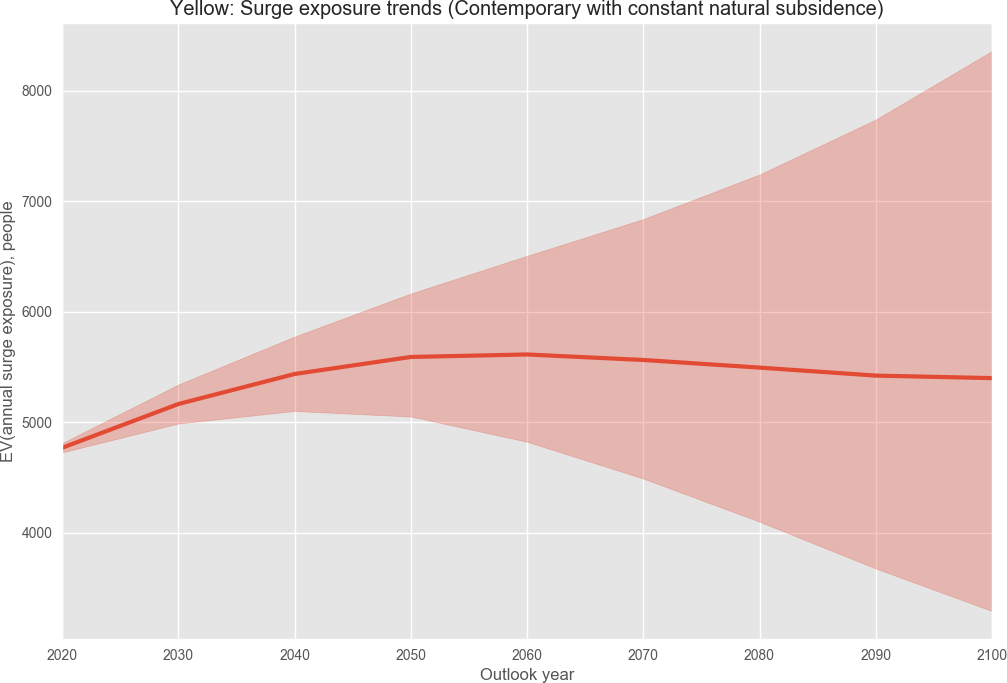 Yellow: Surge exposure trends (Contemporary with constant natural subsidence)
EV(annual surge exposure), people
8000
7000
6000
5000
4000
2020 2030 2040 2050 2060 2070 2080 2090 2100
Outlook year